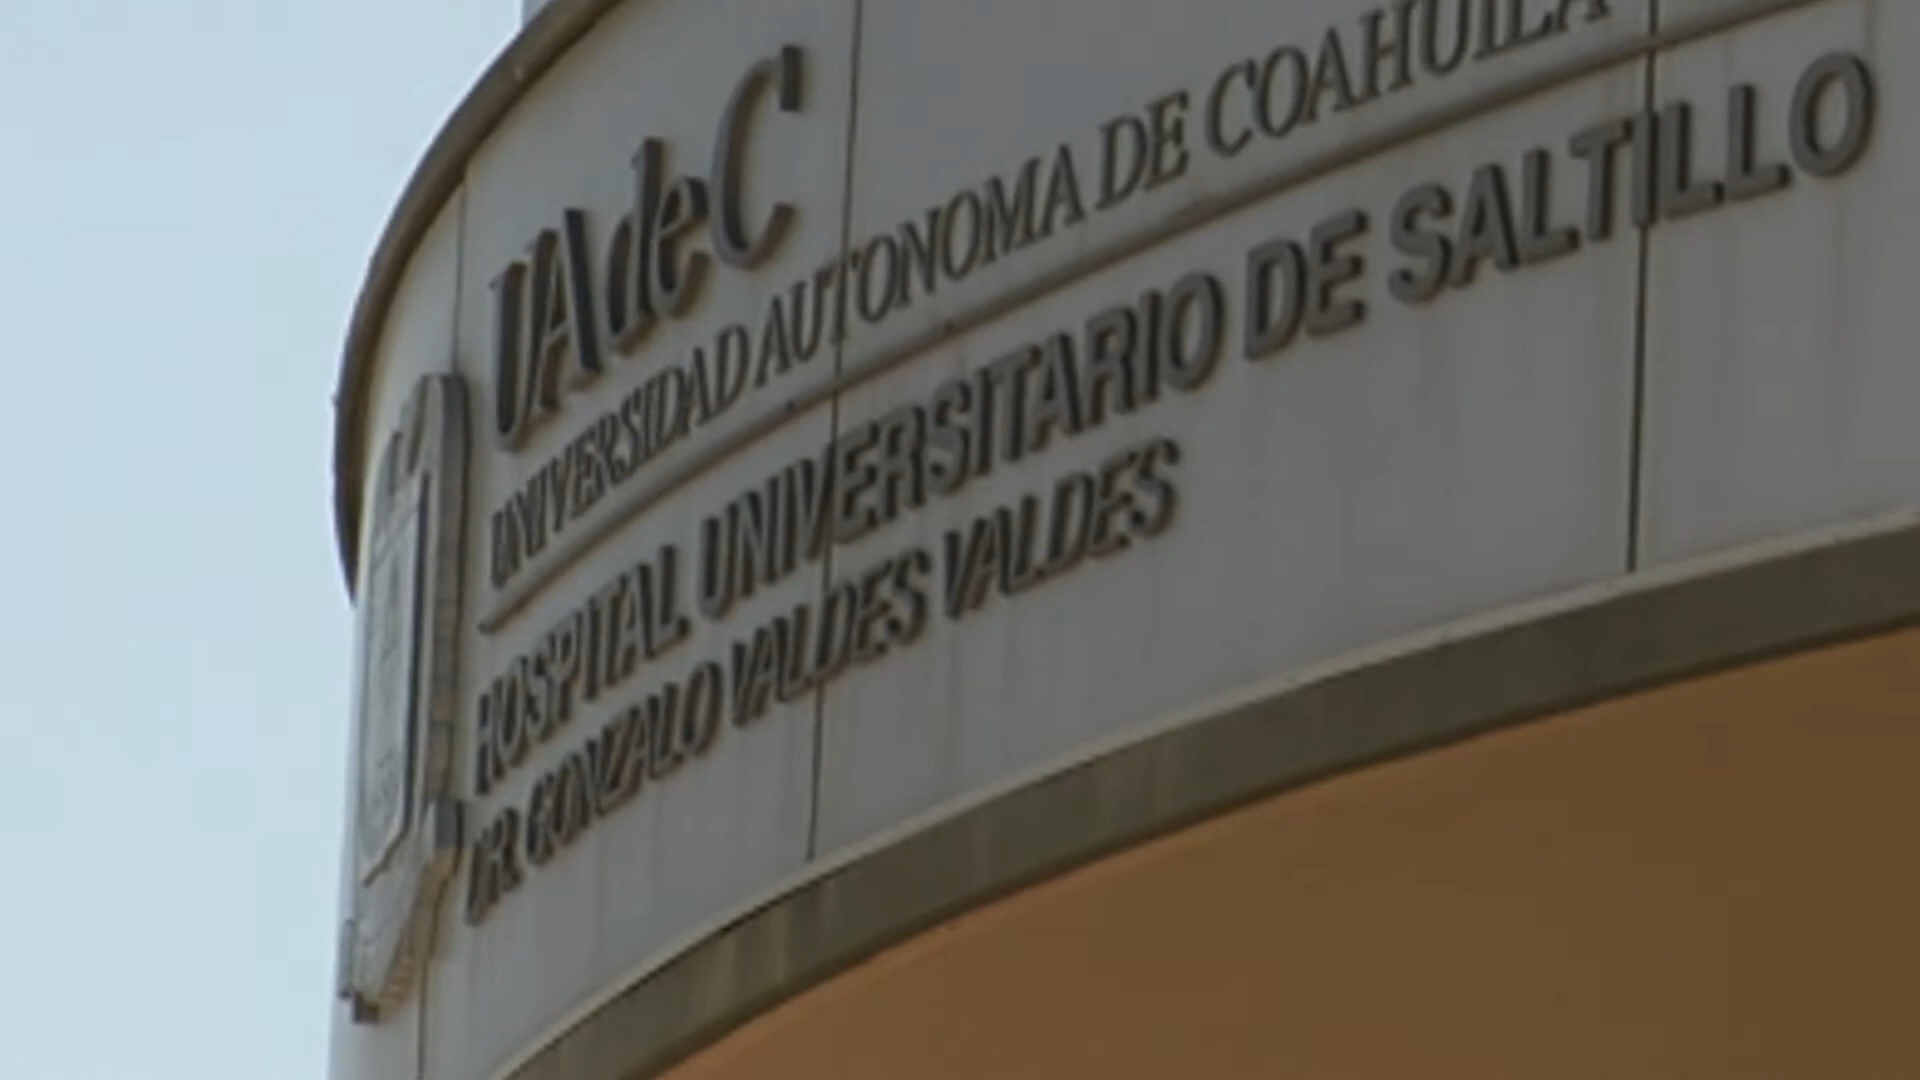 UAdeC
UNIVERSIDAD AUTONOMA DE COAHUILA
HOSPITAL UNIVERSITARIO DE SALTILLO
DR. GONZALO VALDES VALDES